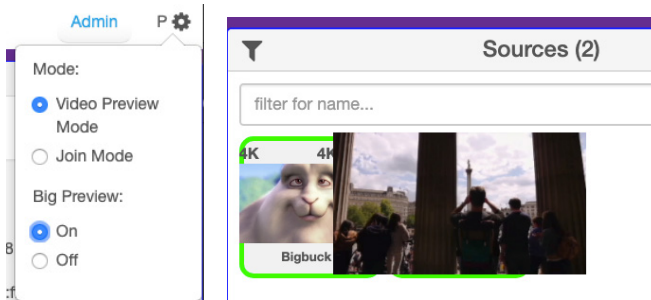 Admin
P
Mode:
Video Preview
Mode
Join Mode
Big Preview:
On
Off
8
:f
Sources (2)
filter for name...
4K 4K
Bigbuck